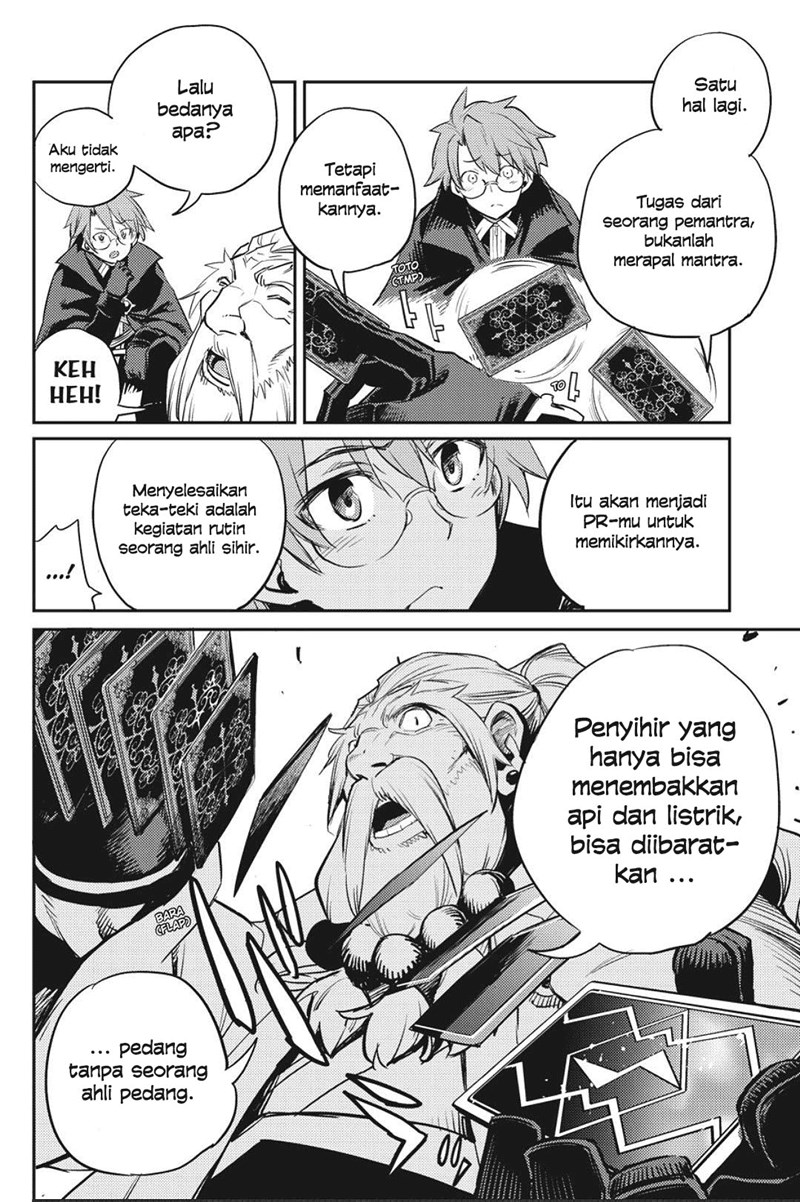 Satu
hal lagi.
Tugas dari
seorang pemantra,
bukanlah
merapal mantra.
Tetapi
memanfaat-
kannya.
TOTO
(TMP)
トト
TO
ト
Lalu
bedanya
apa?
Aku tidak
mengerti.
KEH
HEH!
Itu akan menjadi
PR-mu untuk
memikirkannya.
Menyelesaikan
teka-teki adalah
kegiatan rutin
seorang ahli sihir.
...!
Penyihir yang
hanya bisa
menembakkan
api dan listrik,
bisa diibarat-
kan ...
BARA
(FLAP)
... pedang
tanpa seorang
ahli pedang.